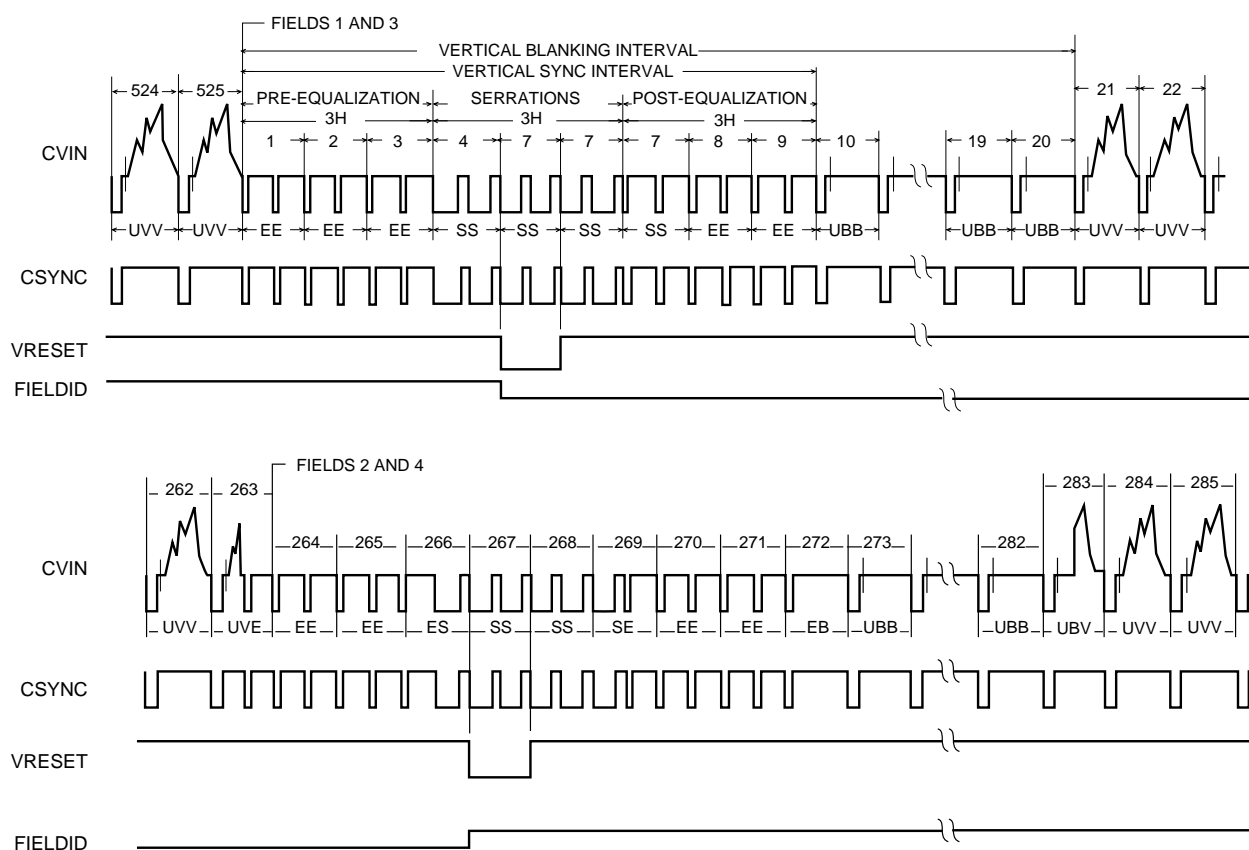 FIELDS 1 AND 3
VERTICAL BLANKING INTERVAL
VERTICAL SYNC INTERVAL
524 525 PRE-EQUALIZATION SERRATIONS POST-EQUALIZATION 21 22
3H 3H 3H
1 2 3 4 7 7 7 8 9 10 19 20
CVIN
UVV UVV EE EE EE SS SS SS SS EE EE UBB UBB UBB UVV UVV
CSYNC
VRESET
FIELDID
FIELDS 2 AND 4
262 263 283 284 285
264 265 266 267 268 269 270 271 272 273 282
CVIN
UVV UVE EE EE ES SS SS SE EE EE EB UBB UBB UBV UVV UVV
CSYNC
VRESET
FIELDID